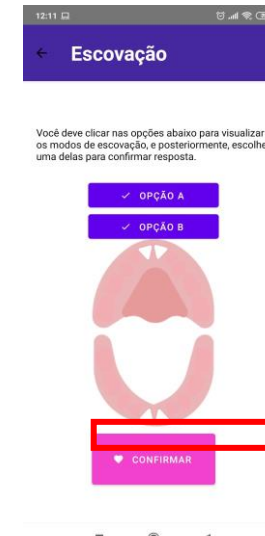 12:11
Escovação
Você deve clicar nas opções abaixo para visualizar
os modos de escovação, e posteriormente, escolhe
uma delas para confirmar resposta.
OPÇÃO A
OPÇÃO B
CONFIRMAR